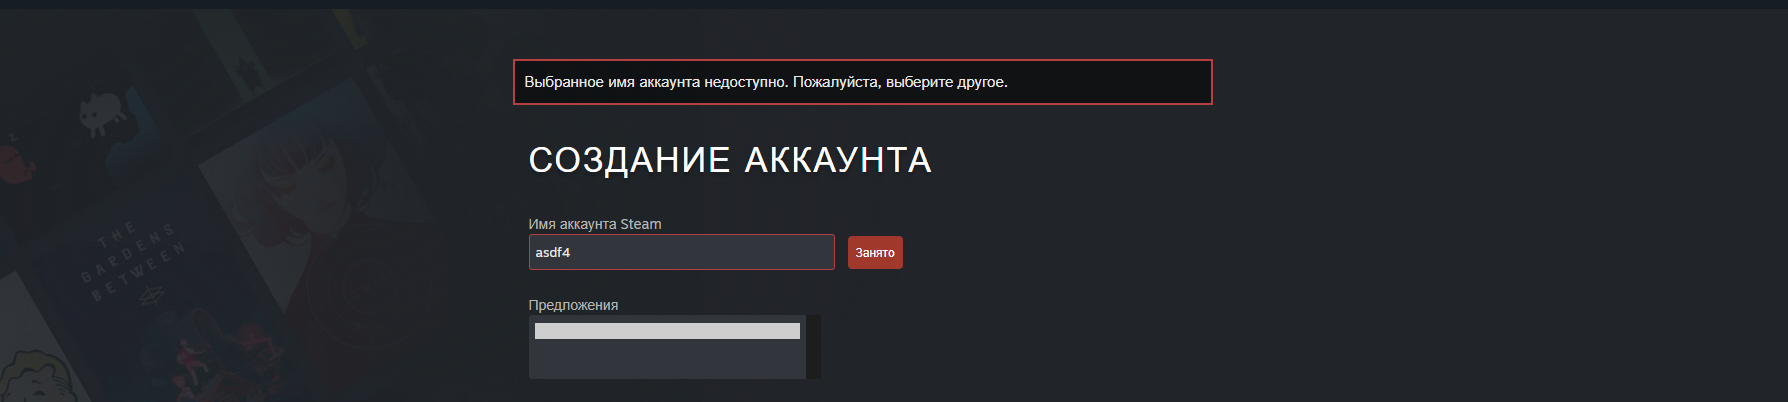 Выбранное имя аккаунта недоступно. Пожалуйста, выберите другое.
СОЗДАНИЕ АККАУНТА
Имя аккаунта Steam
asdf4
Занято
Предложения
THE
GARDENS
BETWEEN
z